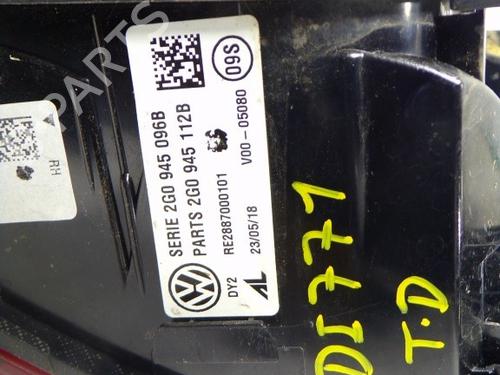 SERIE 2G0 945 096B
PARTS 2G0 945 112B
RE2887000101
V00-05080
DY2
23/05/18
09S
AL
RH
DI771
T.D
PARTS